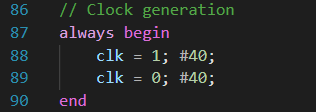 86 // Clock generation
87 always begin
88 clk = 1; #40;
89 clk = 0; #40;
90 end